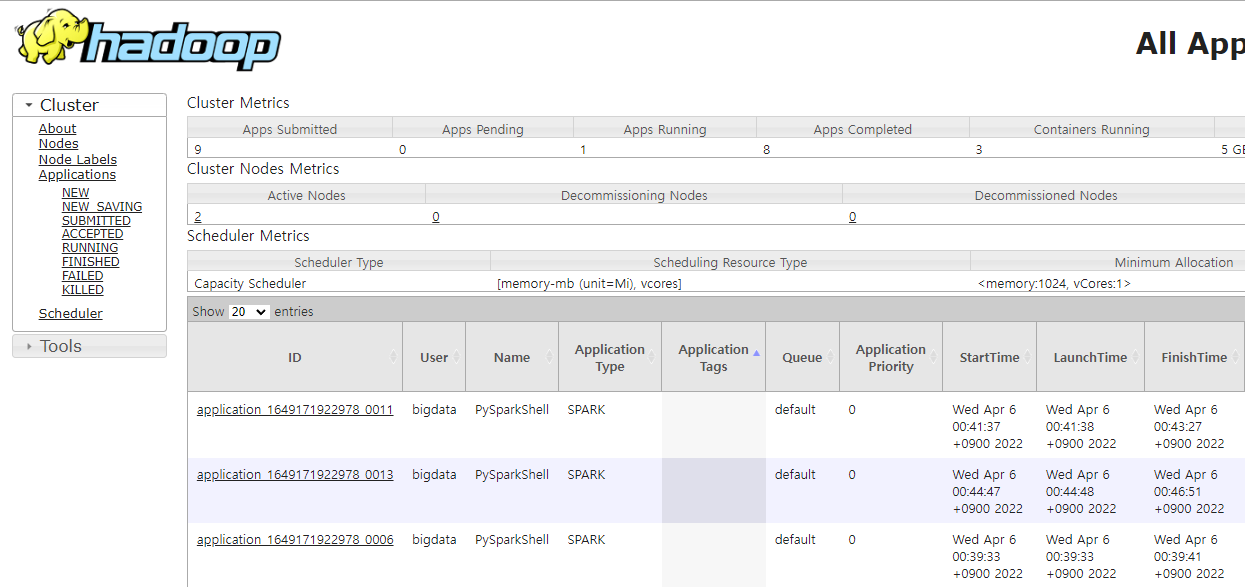 hadoop
All App
Cluster
About
Nodes
Node Labels
Applications
NEW
NEW_SAVING
SUBMITTED
ACCEPTED
RUNNING
FINISHED
FAILED
KILLED
Scheduler
Tools
Cluster Metrics
Apps Submitted Apps Pending Apps Running Apps Completed Containers Running
9 0 1 8 3 5 GE
Cluster Nodes Metrics
Active Nodes Decommissioning Nodes Decommissioned Nodes
2 0 0
Scheduler Metrics
Scheduler Type Scheduling Resource Type Minimum Allocation
Capacity Scheduler [memory-mb (unit=Mi), vcores] <memory:1024, vCores:1>
Show 20 entries
ID User Name Application Type Application Tags Queue Application Priority StartTime LaunchTime FinishTime
application_1649171922978_0011 bigdata PySparkShell SPARK default 0 Wed Apr 6 Wed Apr 6 Wed Apr 6
00:41:37 00:41:38 00:43:27
+0900 2022 +0900 2022 +0900 2022
application_1649171922978_0013 bigdata PySparkShell SPARK default 0 Wed Apr 6 Wed Apr 6 Wed Apr 6
00:44:47 00:44:48 00:46:51
+0900 2022 +0900 2022 +0900 2022
application_1649171922978_0006 bigdata PySparkShell SPARK default 0 Wed Apr 6 Wed Apr 6 Wed Apr 6
00:39:33 00:39:33 00:39:41
+0900 2022 +0900 2022 +0900 2022